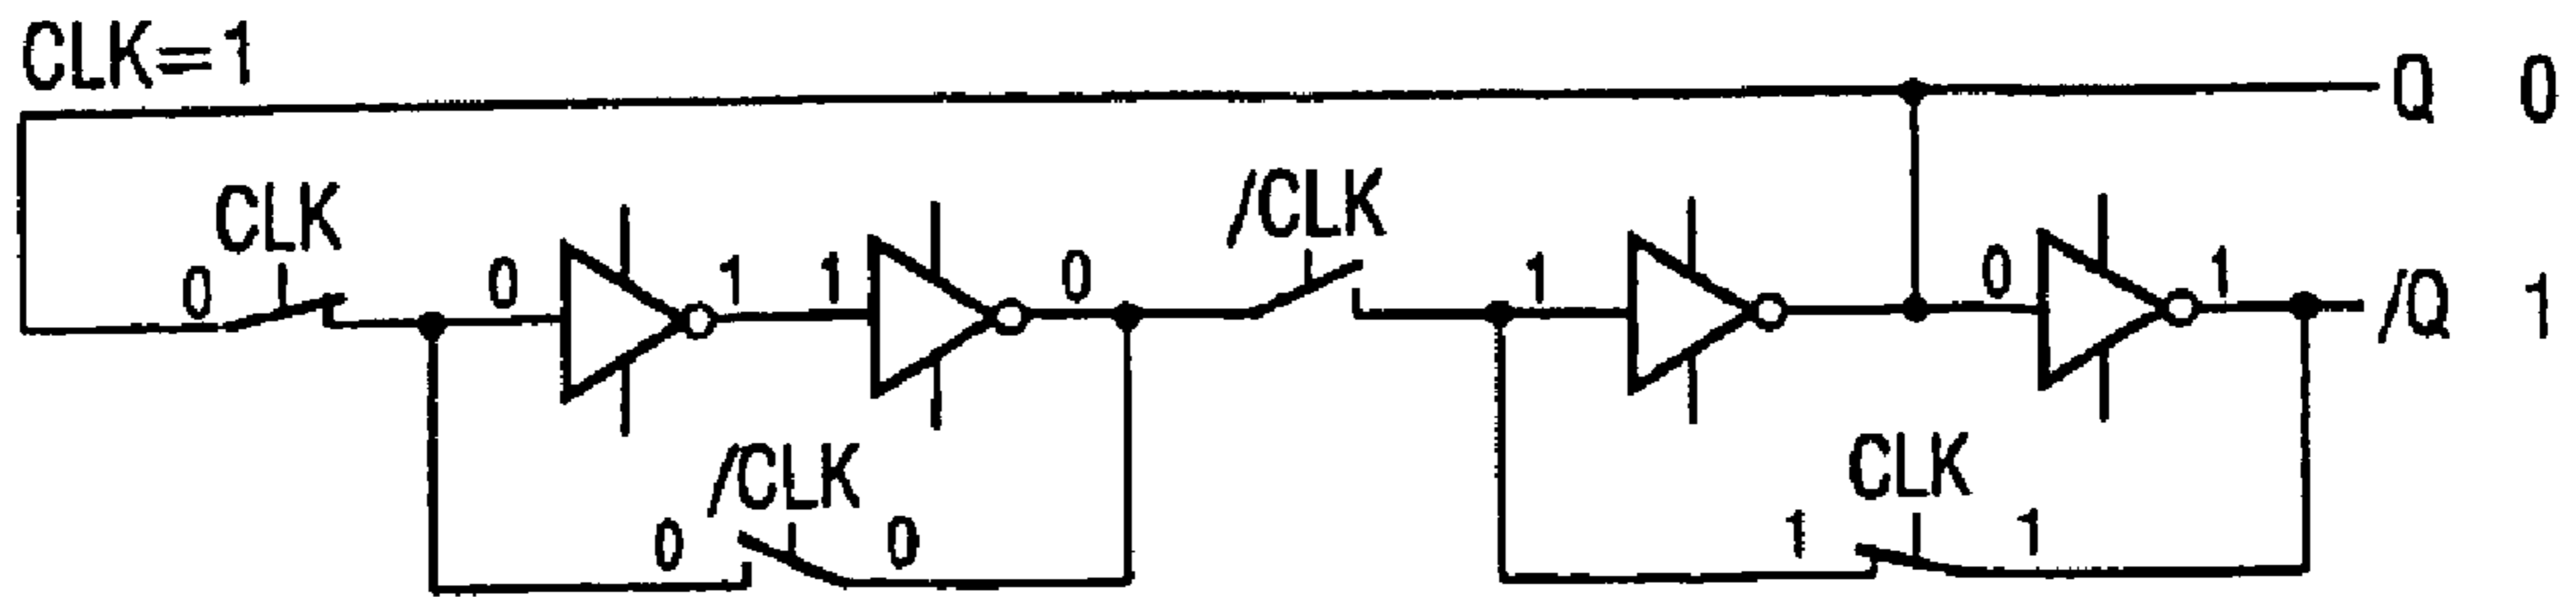 CLK=1
Q 0
CLK
/CLK
0 0 1 1 0 1 0 1 /Q 1
/CLK
CLK
0 0 1 1